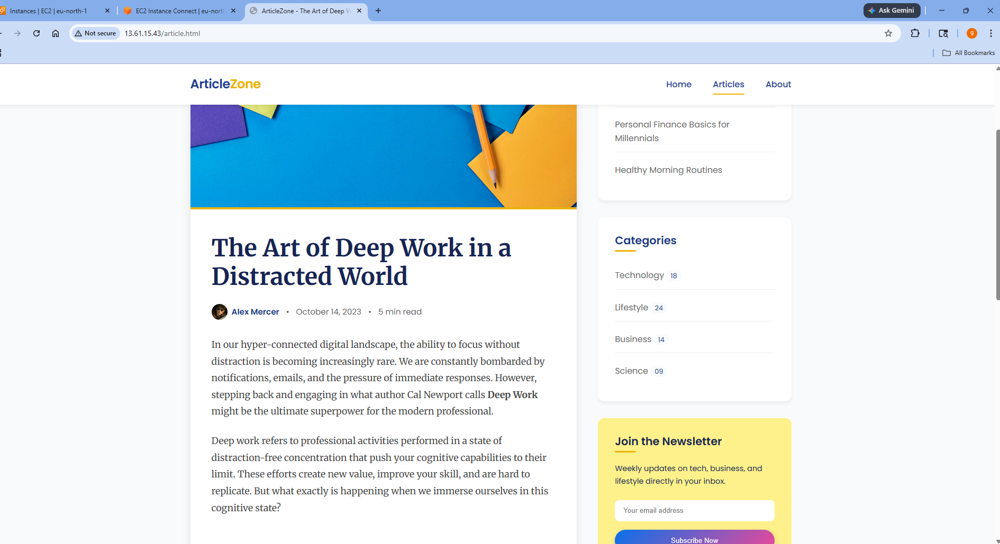 Instances | EC2 | eu-north-1
EC2 Instance Connect | eu-nort
ArticleZone - The Art of Deep W
Ask Gemini
Not secure
13.61.15.43/article.html
g
All Bookmarks
ArticleZone
Home
Articles
About
Personal Finance Basics for
Millennials
Healthy Morning Routines
The Art of Deep Work in a
Distracted World
Alex Mercer • October 14, 2023 • 5 min read
In our hyper-connected digital landscape, the ability to focus without
distraction is becoming increasingly rare. We are constantly bombarded by
notifications, emails, and the pressure of immediate responses. However,
stepping back and engaging in what author Cal Newport calls Deep Work
might be the ultimate superpower for the modern professional.
Deep work refers to professional activities performed in a state of
distraction-free concentration that push your cognitive capabilities to their
limit. These efforts create new value, improve your skill, and are hard to
replicate. But what exactly is happening when we immerse ourselves in this
cognitive state?
Categories
Technology 18
Lifestyle 24
Business 14
Science 09
Join the Newsletter
Weekly updates on tech, business, and
lifestyle directly in your inbox.
Your email address
Subscribe Now